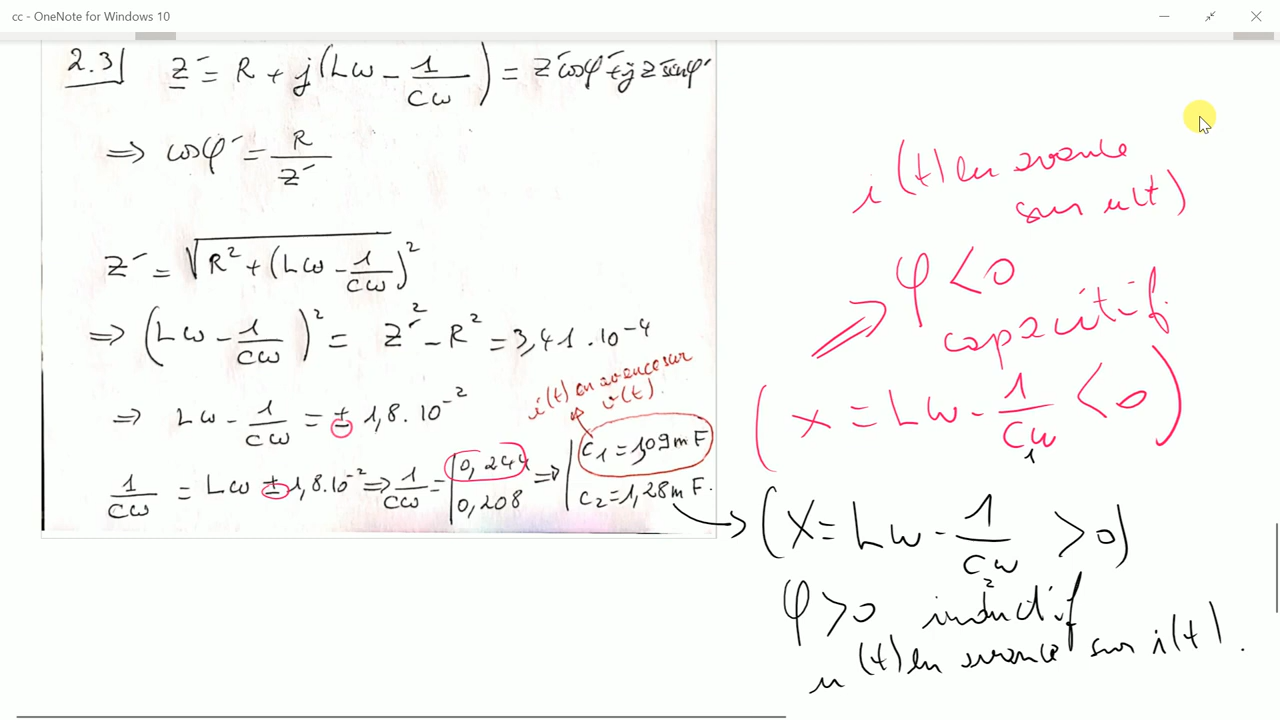 cc - OneNote for Windows 10
2.3 Z' = R + j(Lω - 1/Cω) = Z'cosφ' + j Z'sinφ'
⇒ cosφ' = R/Z'
Z' = √(R² + (Lω - 1/Cω)²)
⇒ (Lω - 1/Cω)² = Z'² - R² = 3,41 . 10⁻⁴
⇒ Lω - 1/Cω = ± 1,8 . 10⁻²
1/Cω = Lω ± 1,8.10⁻² ⇒ 1/Cω = | 0,244 ⇒ | C₁ = 1,09 mF
0,208 C₂ = 1,28 mF.
i(t) en avance sur
v(t).
i(t) en avance
sur u(t)
⇒ φ < 0
capacitif
(X = Lω - 1/C₁ω < 0)
→ (X = Lω - 1/C₂ω > 0)
φ > 0 inductif
u(t) en avance sur i(t).